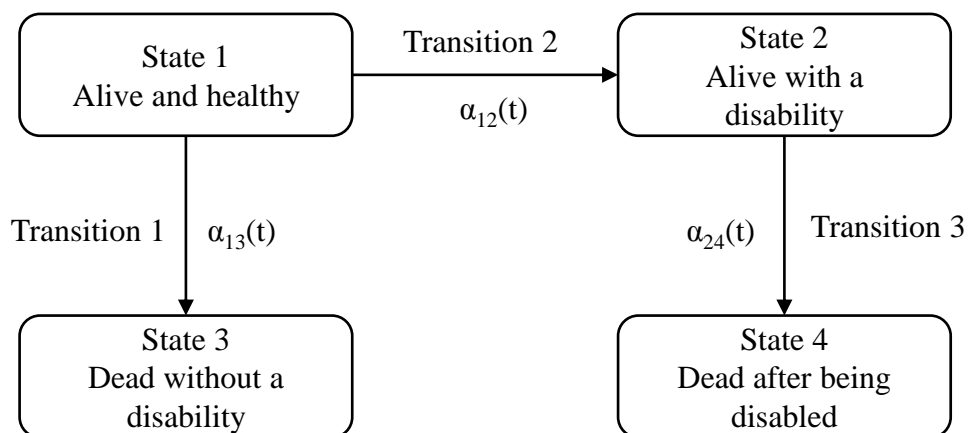 State 1
Alive and healthy
Transition 2
α12(t)
State 2
Alive with a
disability
Transition 1
α13(t)
α24(t)
Transition 3
State 3
Dead without a
disability
State 4
Dead after being
disabled